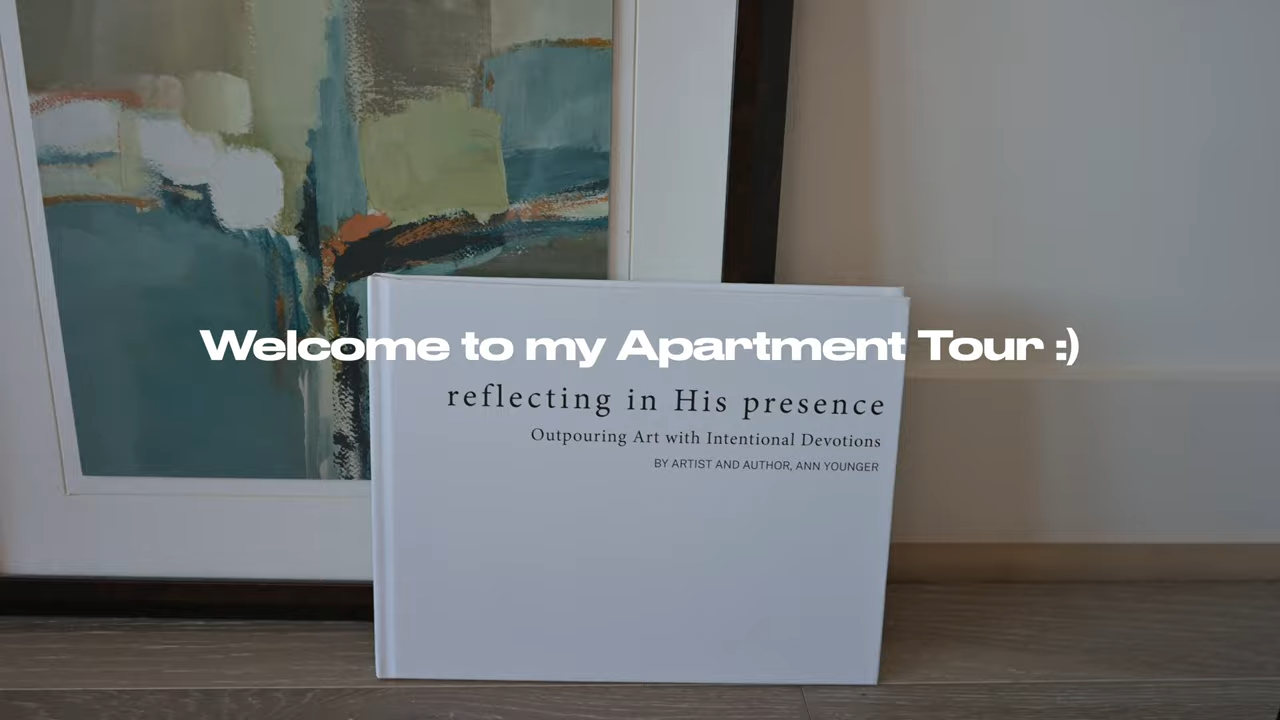 Welcome to my Apartment Tour :)
reflecting in His presence
Outpouring Art with Intentional Devotions
BY ARTIST AND AUTHOR, ANN YOUNGER